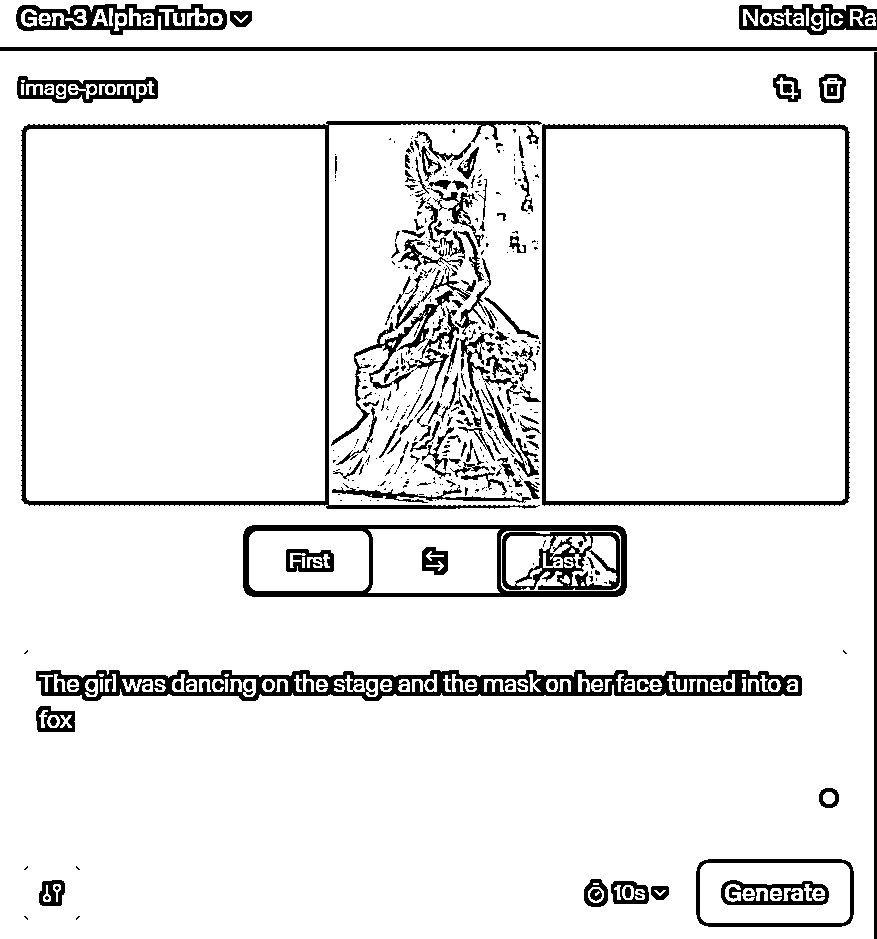 Gen-3 Alpha Turbo
Nostalgic Ra
image-prompt
First
Last
The girl was dancing on the stage and the mask on her face turned into a
fox
10s
Generate